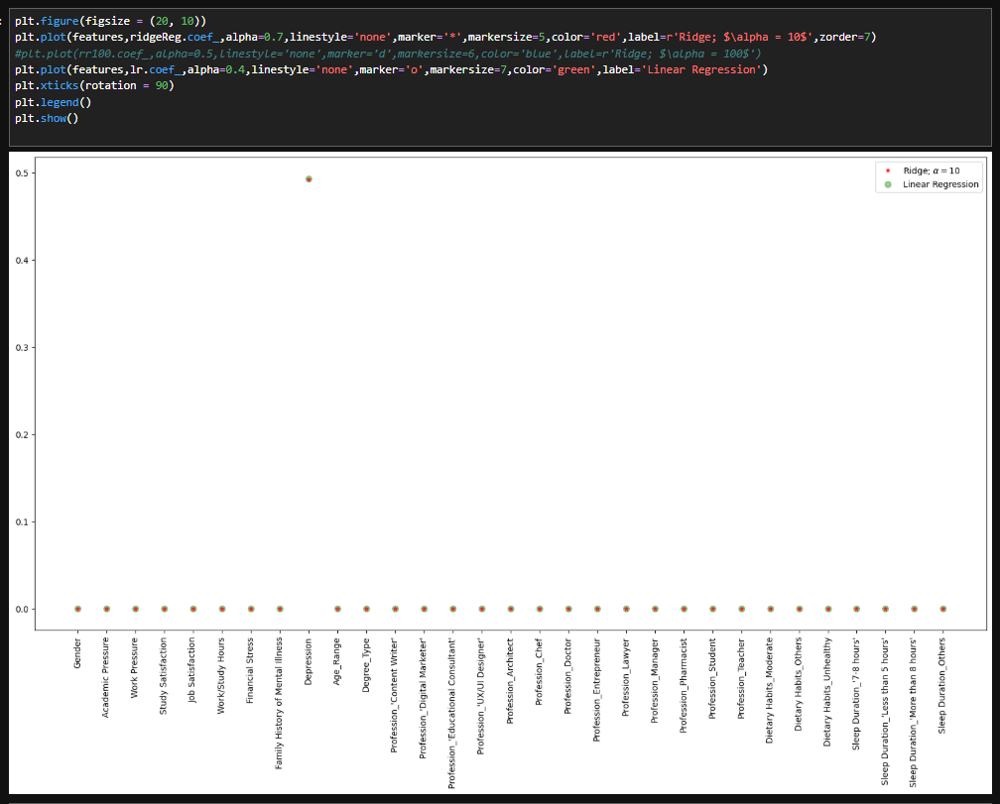 plt.figure(figsize = (20, 10))
plt.plot(features,ridgeReg.coef_,alpha=0.7,linestyle='none',marker='*',markersize=5,color='red',label=r'Ridge; $\alpha = 10$',zorder=7)
#plt.plot(rr100.coef_,alpha=0.5,linestyle='none',marker='d',markersize=6,color='blue',label=r'Ridge; $\alpha = 100$')
plt.plot(features,lr.coef_,alpha=0.4,linestyle='none',marker='o',markersize=7,color='green',label='Linear Regression')
plt.xticks(rotation = 90)
plt.legend()
plt.show()
Ridge; α = 10
Linear Regression
0.5
0.4
0.3
0.2
0.1
0.0
Gender
Academic Pressure
Work Pressure
Study Satisfaction
Job Satisfaction
Work/Study Hours
Financial Stress
Family History of Mental Illness
Depression
Age_Range
Degree_Type
Profession_'Content Writer'
Profession_'Digital Marketer'
Profession_'Educational Consultant'
Profession_'UX/UI Designer'
Profession_Architect
Profession_Chef
Profession_Doctor
Profession_Entrepreneur
Profession_Lawyer
Profession_Manager
Profession_Pharmacist
Profession_Student
Profession_Teacher
Dietary Habits_Moderate
Dietary Habits_Others
Dietary Habits_Unhealthy
Sleep Duration_'7-8 hours'
Sleep Duration_'Less than 5 hours'
Sleep Duration_'More than 8 hours'
Sleep Duration_Others